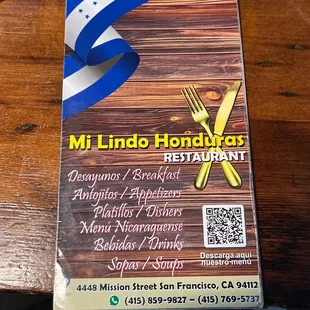 Mi Lindo Honduras
RESTAURANT
Desayunos / Breakfast
Antojitos / Appetizers
Platillos / Dishers
Menú Nicaraguense
Bebidas / Drinks
Sopas / Soups
Descarga aquí
nuestro menú
4448 Mission Street San Francisco, CA 94112
(415) 859-9827 – (415) 769-5737